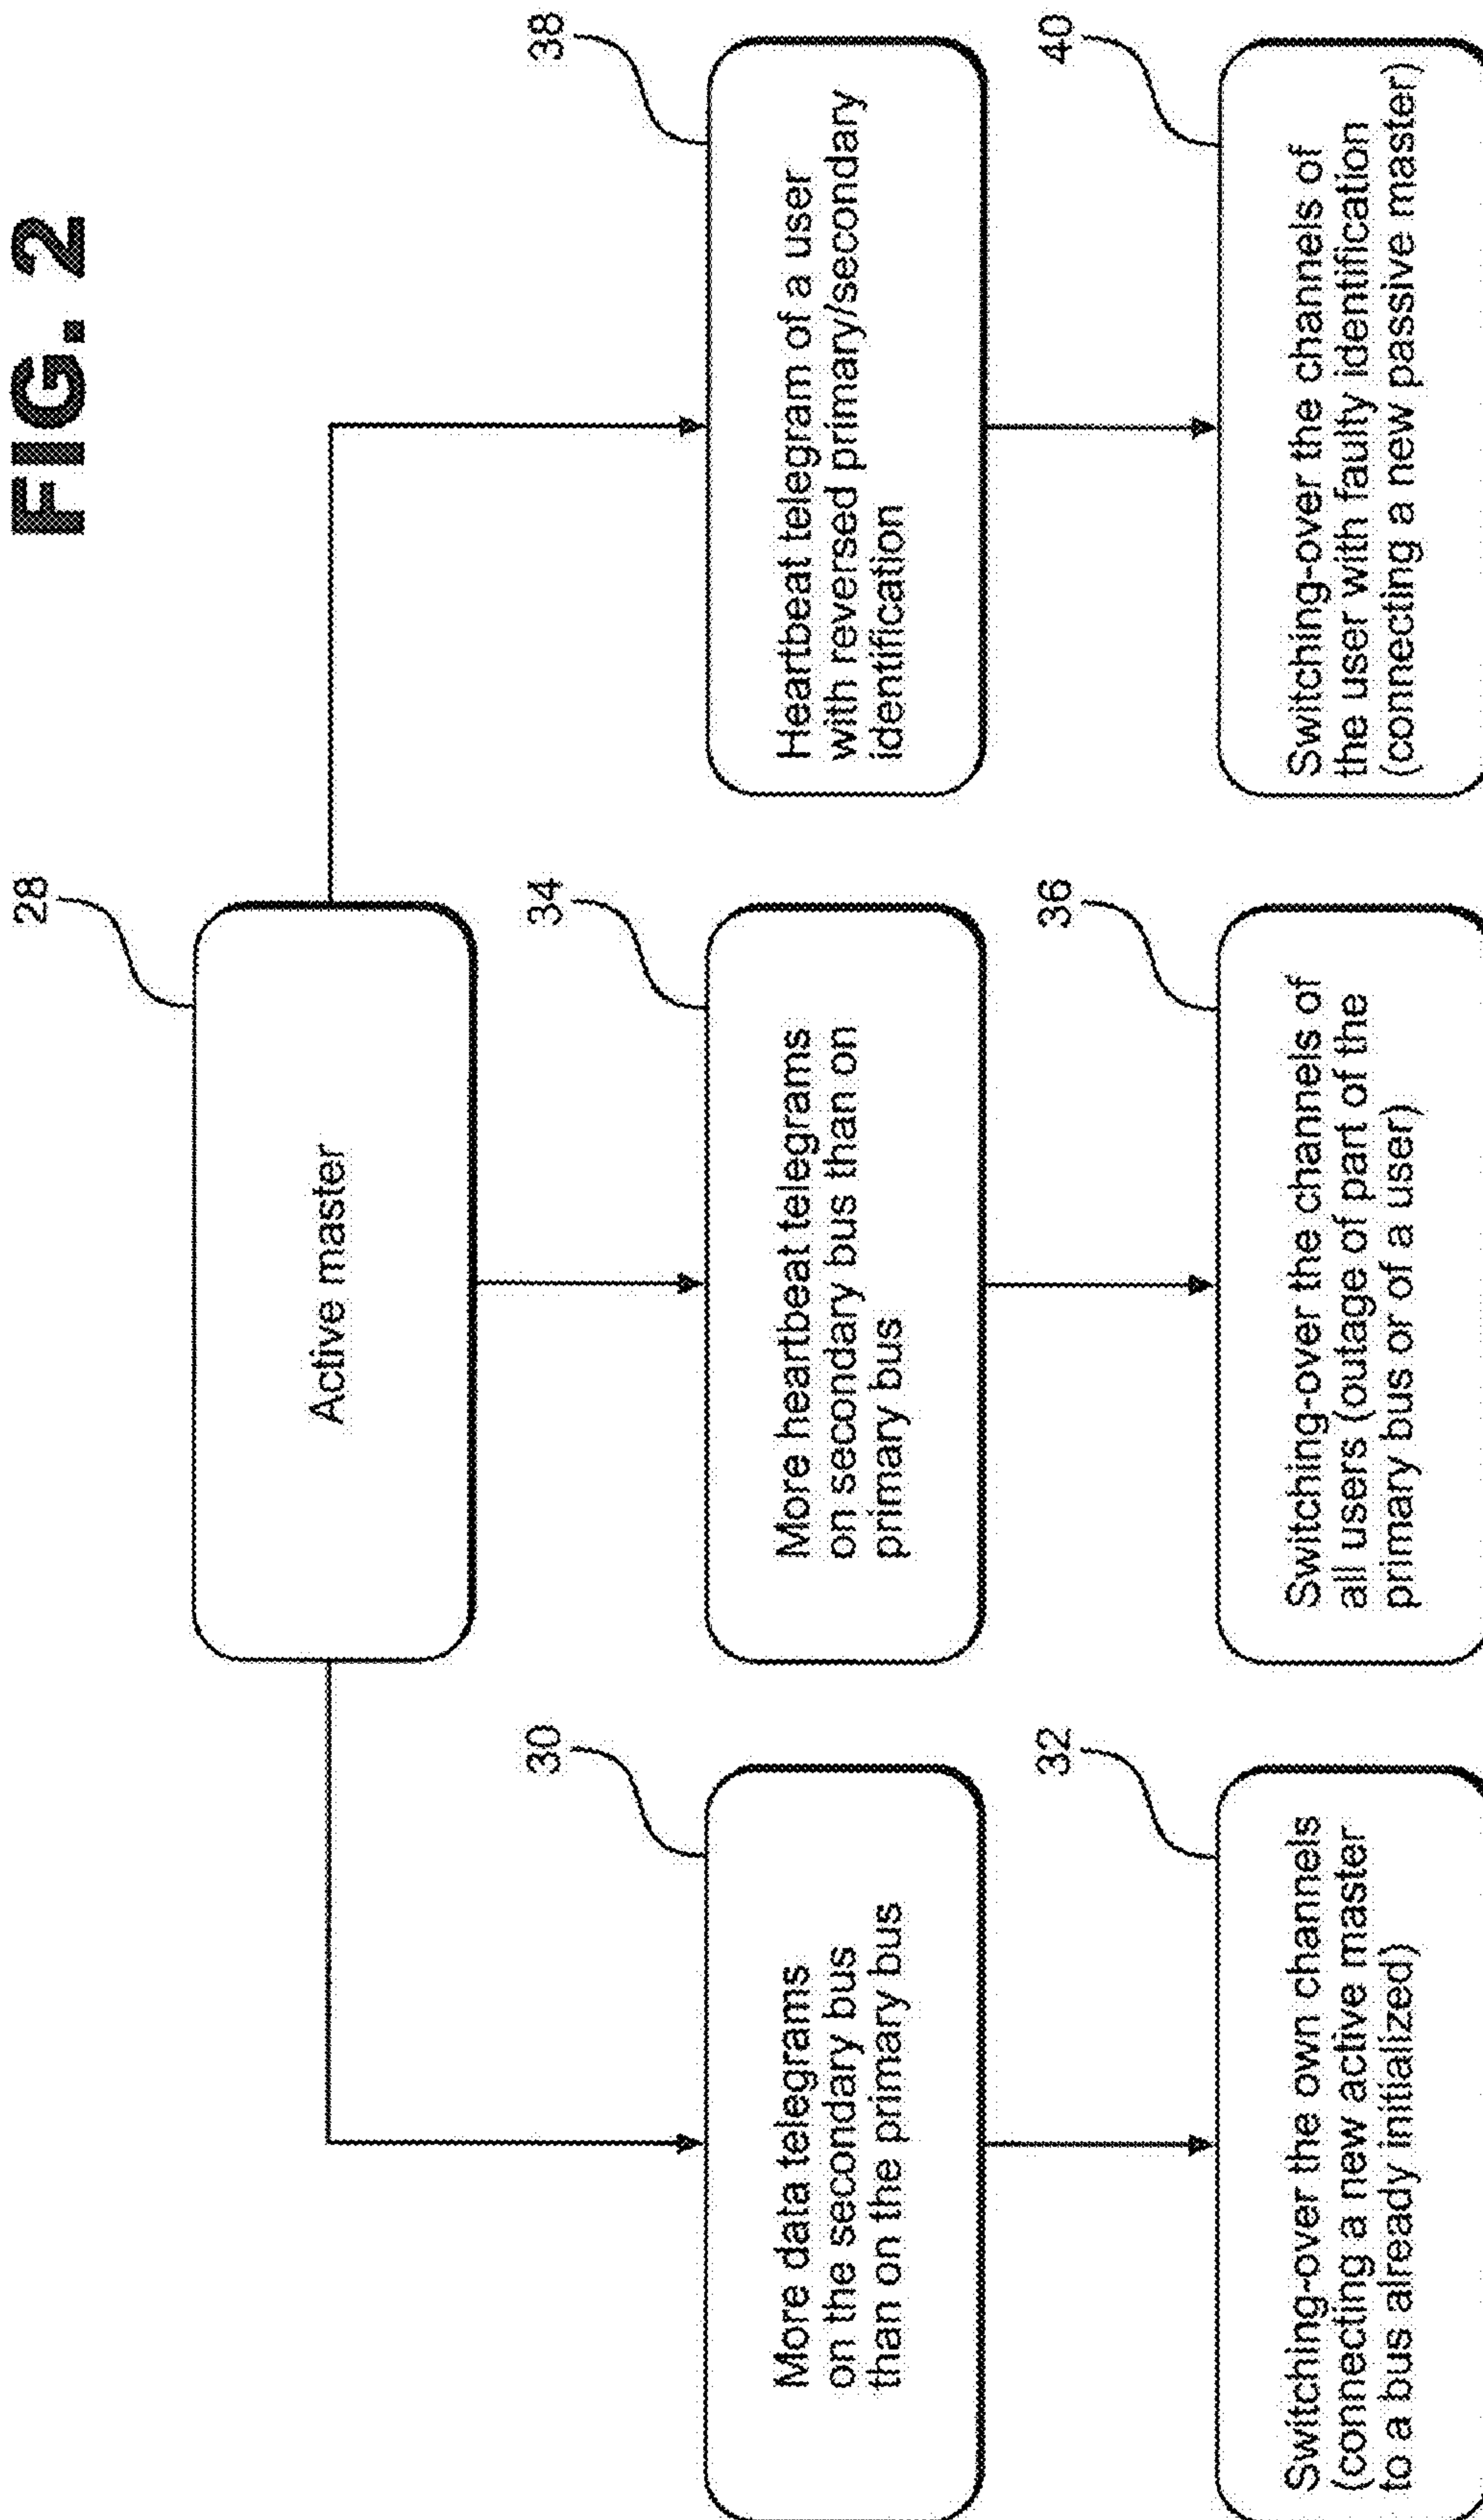 FIG. 2
28
Active master
30
More data telegrams
on the secondary bus
than on the primary bus
34
More heartbeat telegrams
on secondary bus than on
primary bus
38
Heartbeat telegram of a user
with reversed primary/secondary
identification
32
Switching-over the own channels
(connecting a new active master
to a bus already initialized)
36
Switching-over the channels of
all users (outage of part of the
primary bus or of a user)
40
Switching-over the channels of
the user with faulty identification
(connecting a new passive master)